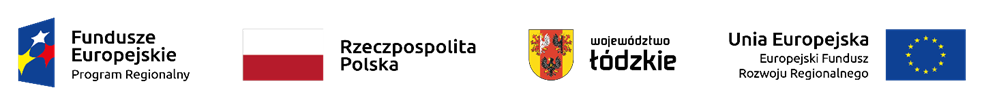 Fundusze
Europejskie
Program Regionalny
Rzeczpospolita
Polska
województwo
łódzkie
Unia Europejska
Europejski Fundusz
Rozwoju Regionalnego